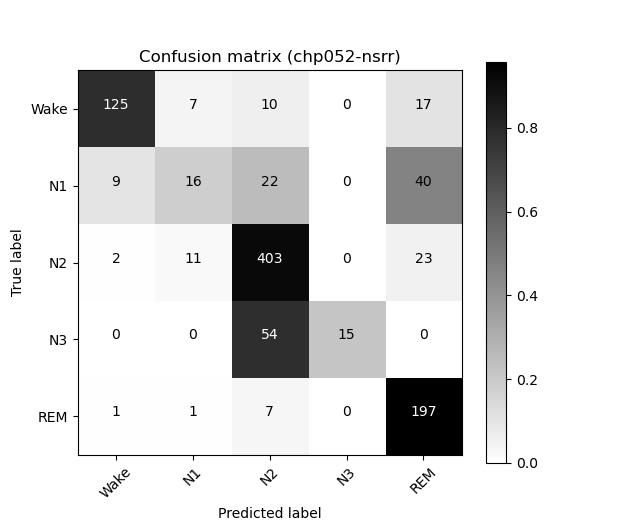 Confusion matrix (chp052-nsrr)
True label
Wake 125 7 10 0 17
N1 9 16 22 0 40
N2 2 11 403 0 23
N3 0 0 54 15 0
REM 1 1 7 0 197
Wake N1 N2 N3 REM
Predicted label
0.8
0.6
0.4
0.2
0.0